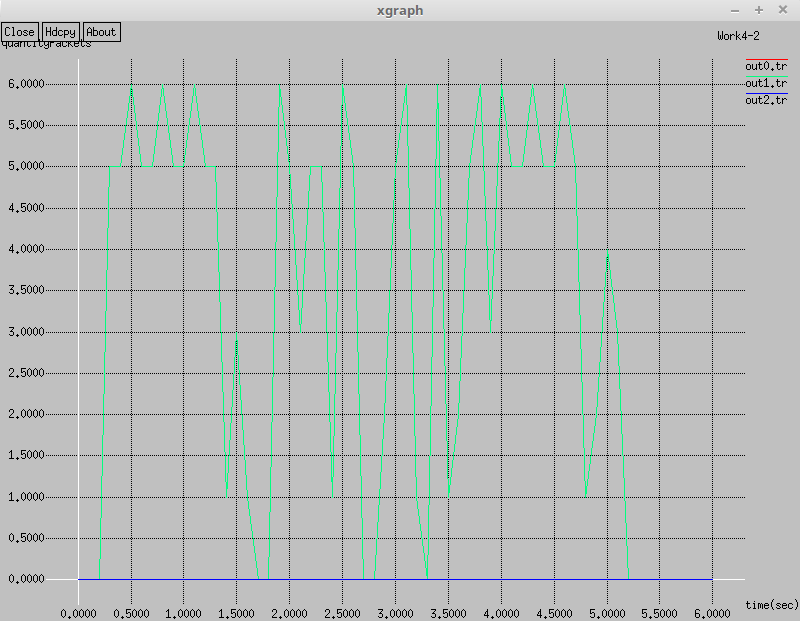 xgraph
Close Hdcpy About
quantityPackets
Work4-2
out0.tr
out1.tr
out2.tr
6.0000
5.5000
5.0000
4.5000
4.0000
3.5000
3.0000
2.5000
2.0000
1.5000
1.0000
0.5000
0.0000
0.0000 0.5000 1.0000 1.5000 2.0000 2.5000 3.0000 3.5000 4.0000 4.5000 5.0000 5.5000 6.0000
time(sec)